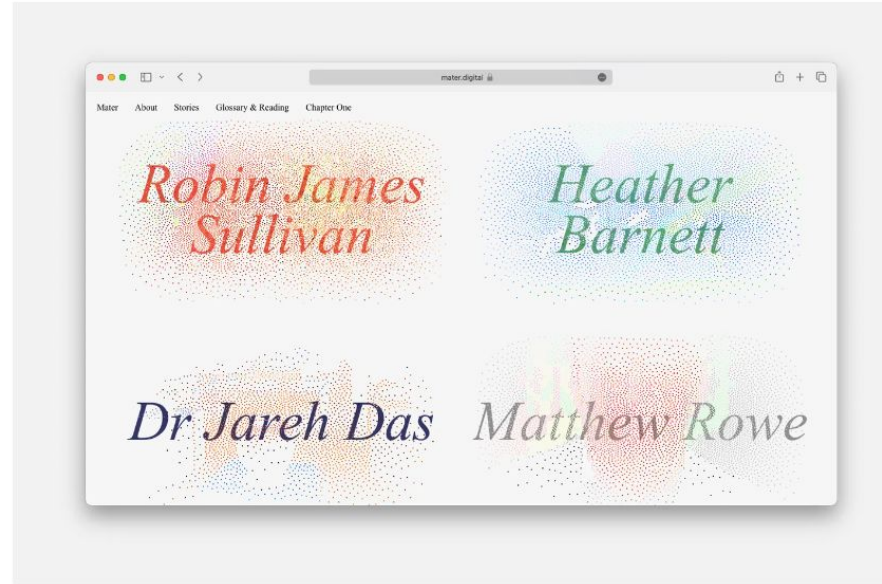 mater.digital
Mater About Stories Glossary & Reading Chapter One
Robin James
Sullivan
Heather
Barnett
Dr Jareh Das
Matthew Rowe